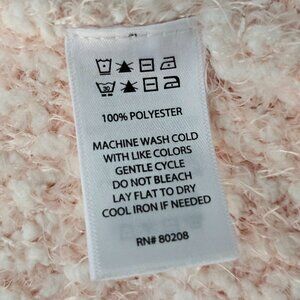 30
100% POLYESTER
MACHINE WASH COLD
WITH LIKE COLORS
GENTLE CYCLE
DO NOT BLEACH
LAY FLAT TO DRY
COOL IRON IF NEEDED
RN# 80208